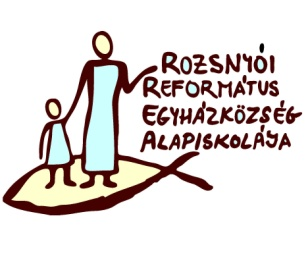 ROZSNYÓI
REFORMÁTUS
EGYHÁZKÖZSÉG
ALAPISKOLÁJA